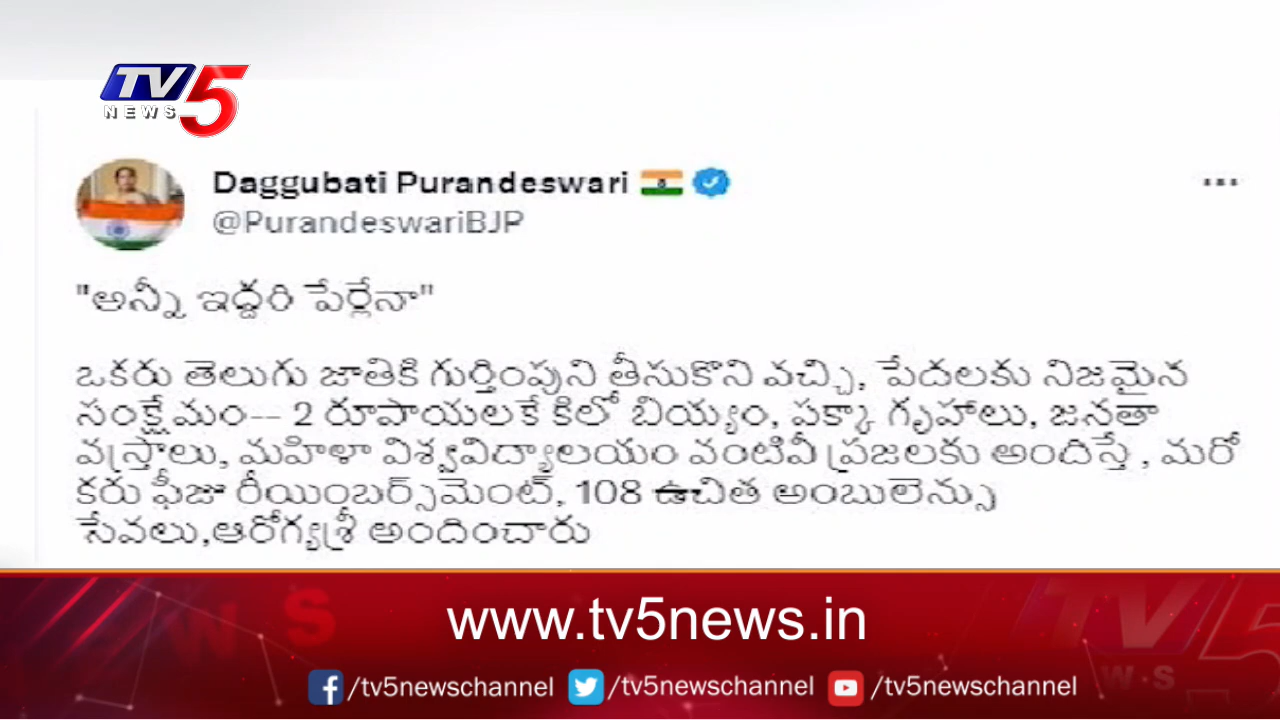 TV5
NEWS
Daggubati Purandeswari
@PurandeswariBJP
"అన్నీ ఇద్దరి పేర్లేనా"
ఒకరు తెలుగు జాతికి గుర్తింపుని తీసుకొని వచ్చి, పేదలకు నిజమైన
సంక్షేమం-- 2 రూపాయలకే కిలో బియ్యం, పక్కా గృహాలు, జనతా
వస్త్రాలు, మహిళా విశ్వవిద్యాలయం వంటివి ప్రజలకు అందిస్తే , మరో
కరు ఫీజు రీయింబర్స్‌మెంట్, 108 ఉచిత అంబులెన్సు
సేవలు,ఆరోగ్యశ్రీ అందించారు
www.tv5news.in
/tv5newschannel /tv5newschannel /tv5newschannel